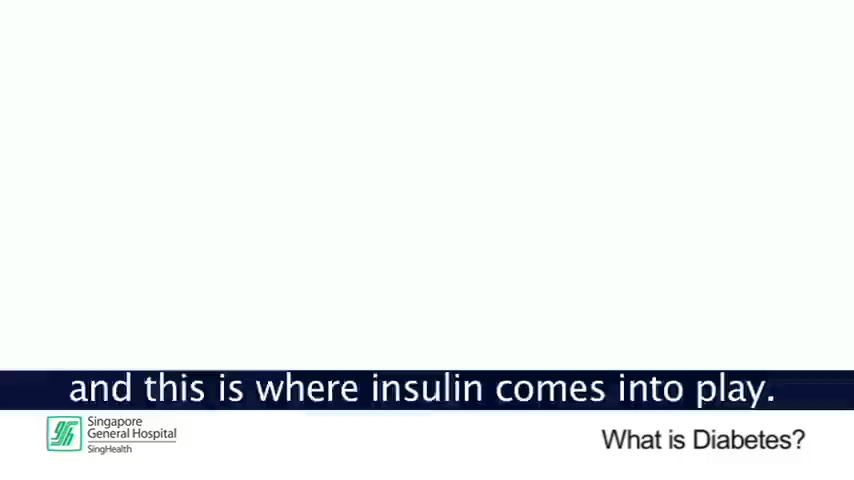 and this is where insulin comes into play.
Singapore
General Hospital
SingHealth
What is Diabetes?